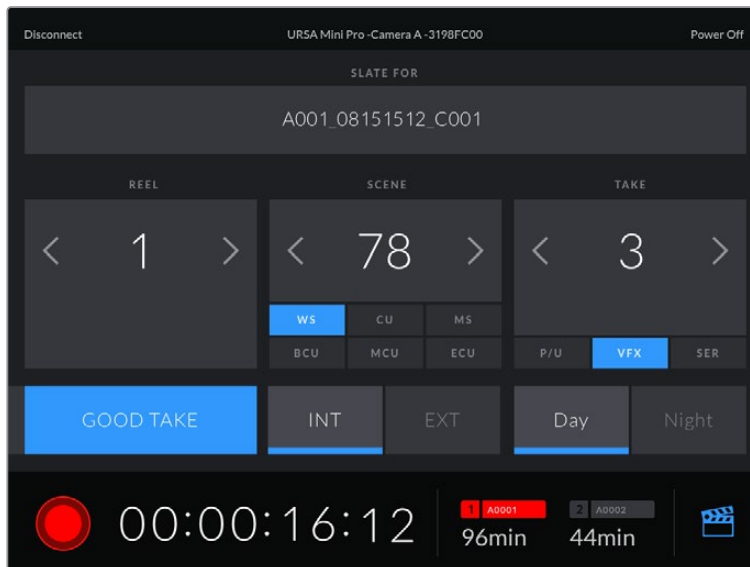 Disconnect URSA Mini Pro -Camera A -3198FC00 Power Off
SLATE FOR
A001_08151512_C001
REEL SCENE TAKE
1 78 3
WS CU MS
BCU MCU ECU P/U VFX SER
GOOD TAKE INT EXT Day Night
00:00:16:12
1 A0001 2 A0002
96min 44min